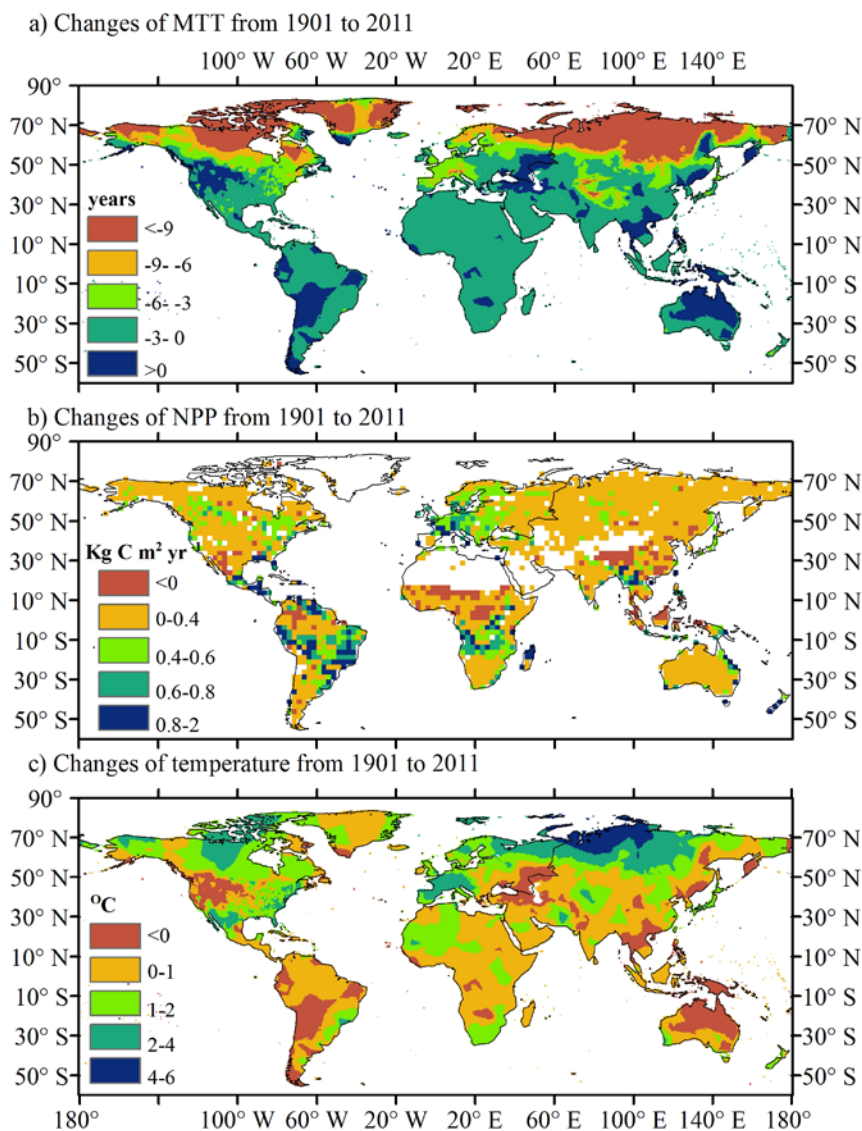 a) Changes of MTT from 1901 to 2011
100° W 60° W 20° W 20° E 60° E 100° E 140° E
90°
70° N 70° N
50° N 50° N
30° N 30° N
10° N 10° N
10° S 10° S
30° S 30° S
50° S 50° S
years
<-9
-9- -6
-6- -3
-3- 0
>0
b) Changes of NPP from 1901 to 2011
90°
70° N 70° N
50° N 50° N
30° N 30° N
10° N 10° N
10° S 10° S
30° S 30° S
50° S 50° S
Kg C m² yr
<0
0-0.4
0.4-0.6
0.6-0.8
0.8-2
c) Changes of temperature from 1901 to 2011
90°
70° N 70° N
50° N 50° N
30° N 30° N
10° N 10° N
10° S 10° S
30° S 30° S
50° S 50° S
°C
<0
0-1
1-2
2-4
4-6
180° 100° W 60° W 20° W 20° E 60° E 100° E 140° E 180°